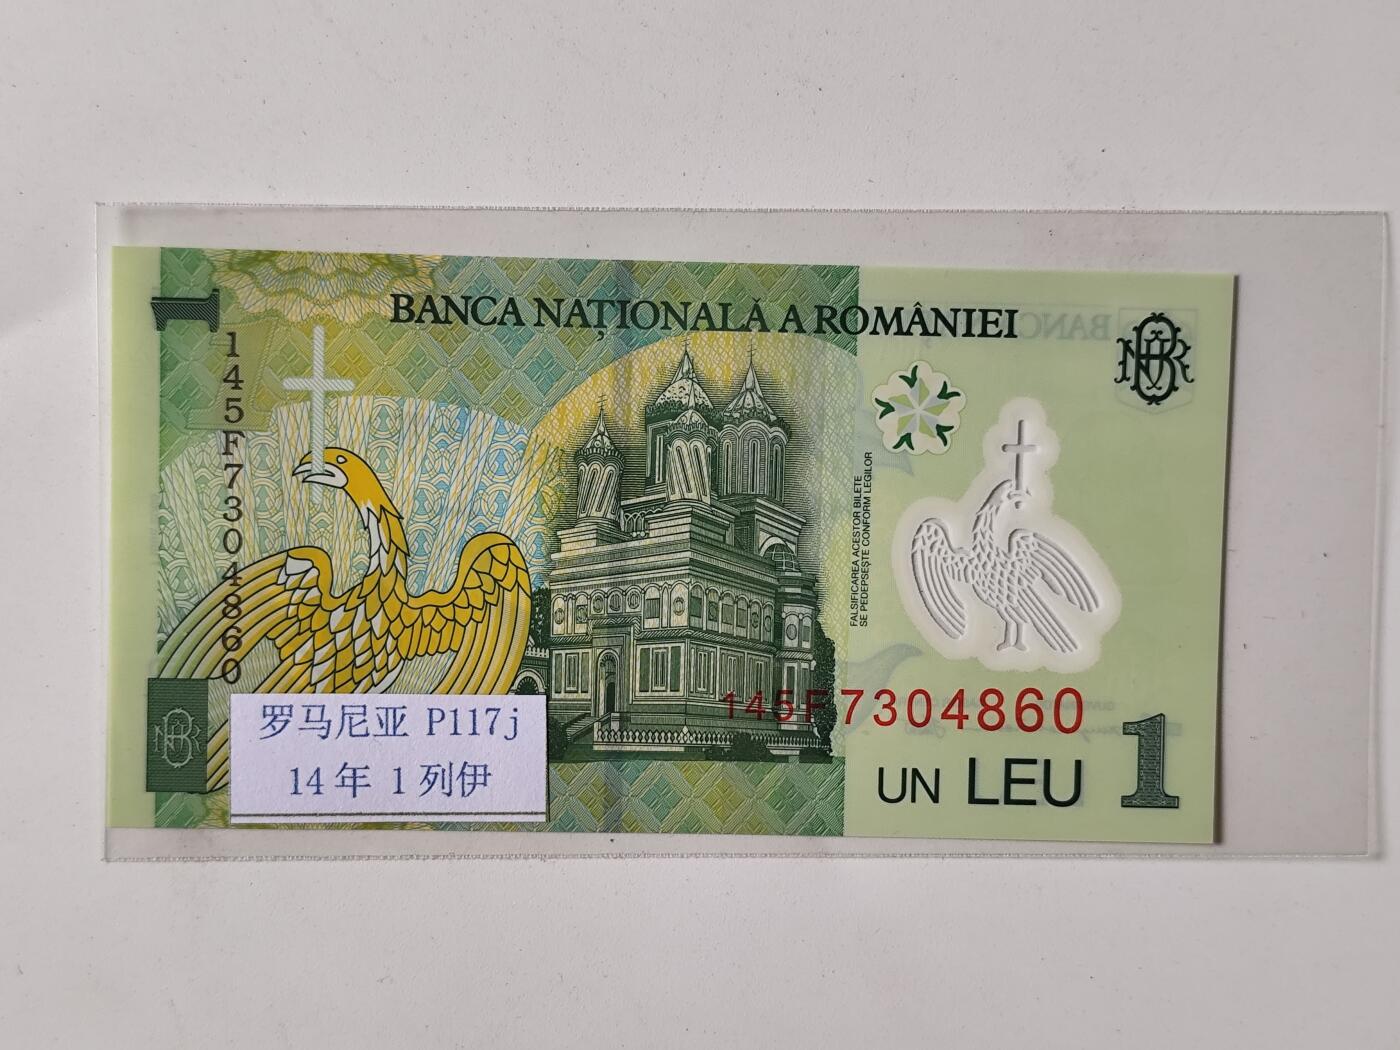 BANCA NAȚIONALĂ A ROMÂNIEI
1
145F7304860
FALSIFICAREA ACESTOR BILETE
SE PEDEPSEȘTE CONFORM LEGILOR
145F7304860
UN LEU 1
罗马尼亚 P117j
14 年 1 列伊